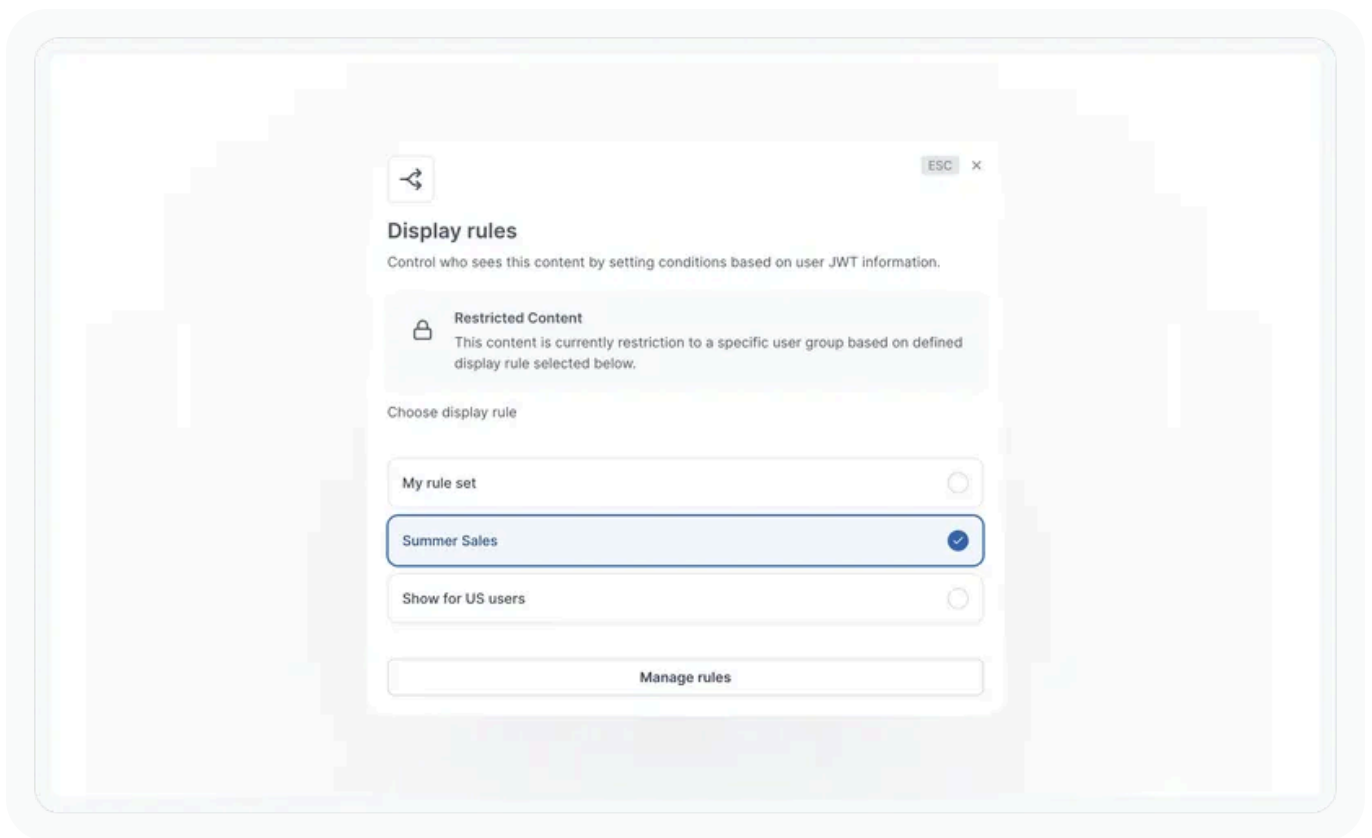 ESC
Display rules
Control who sees this content by setting conditions based on user JWT information.
Restricted Content
This content is currently restriction to a specific user group based on defined
display rule selected below.
Choose display rule
My rule set
Summer Sales
Show for US users
Manage rules